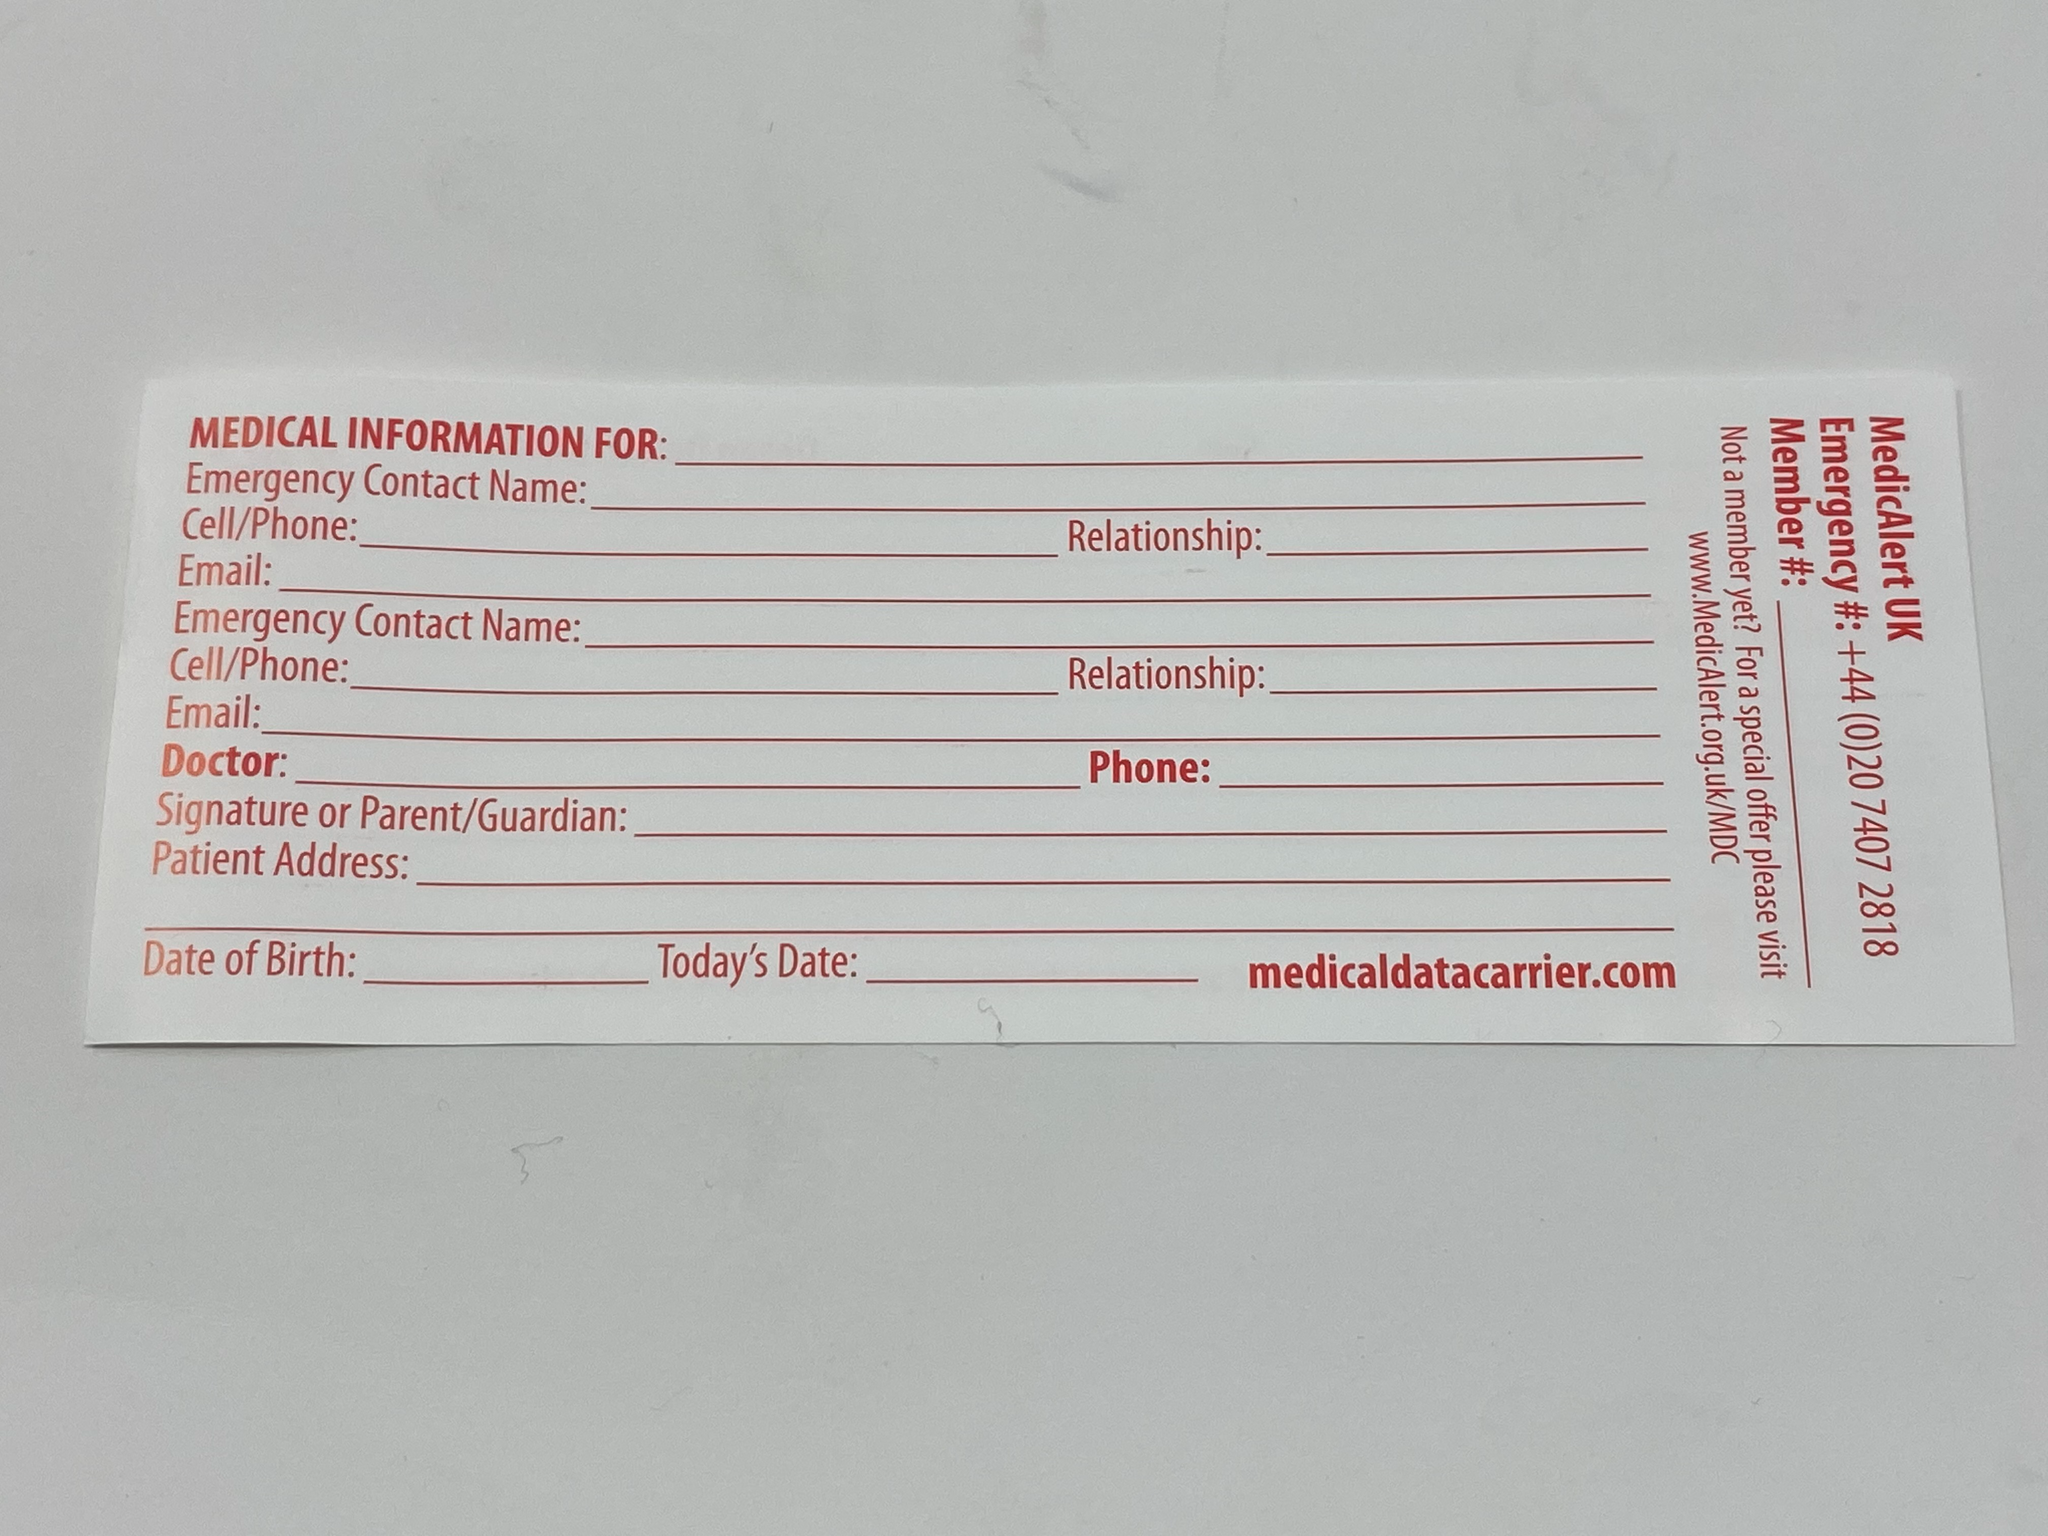 MEDICAL INFORMATION FOR:
Emergency Contact Name:
Cell/Phone: Relationship:
Email:
Emergency Contact Name:
Cell/Phone: Relationship:
Email:
Doctor: Phone:
Signature or Parent/Guardian:
Patient Address:
Date of Birth: Today's Date: medicaldatacarrier.com
MedicAlert UK
Emergency #: +44 (0)20 7407 2818
Member #:
Not a member yet? For a special offer please visit
www.MedicAlert.org.uk/MDC